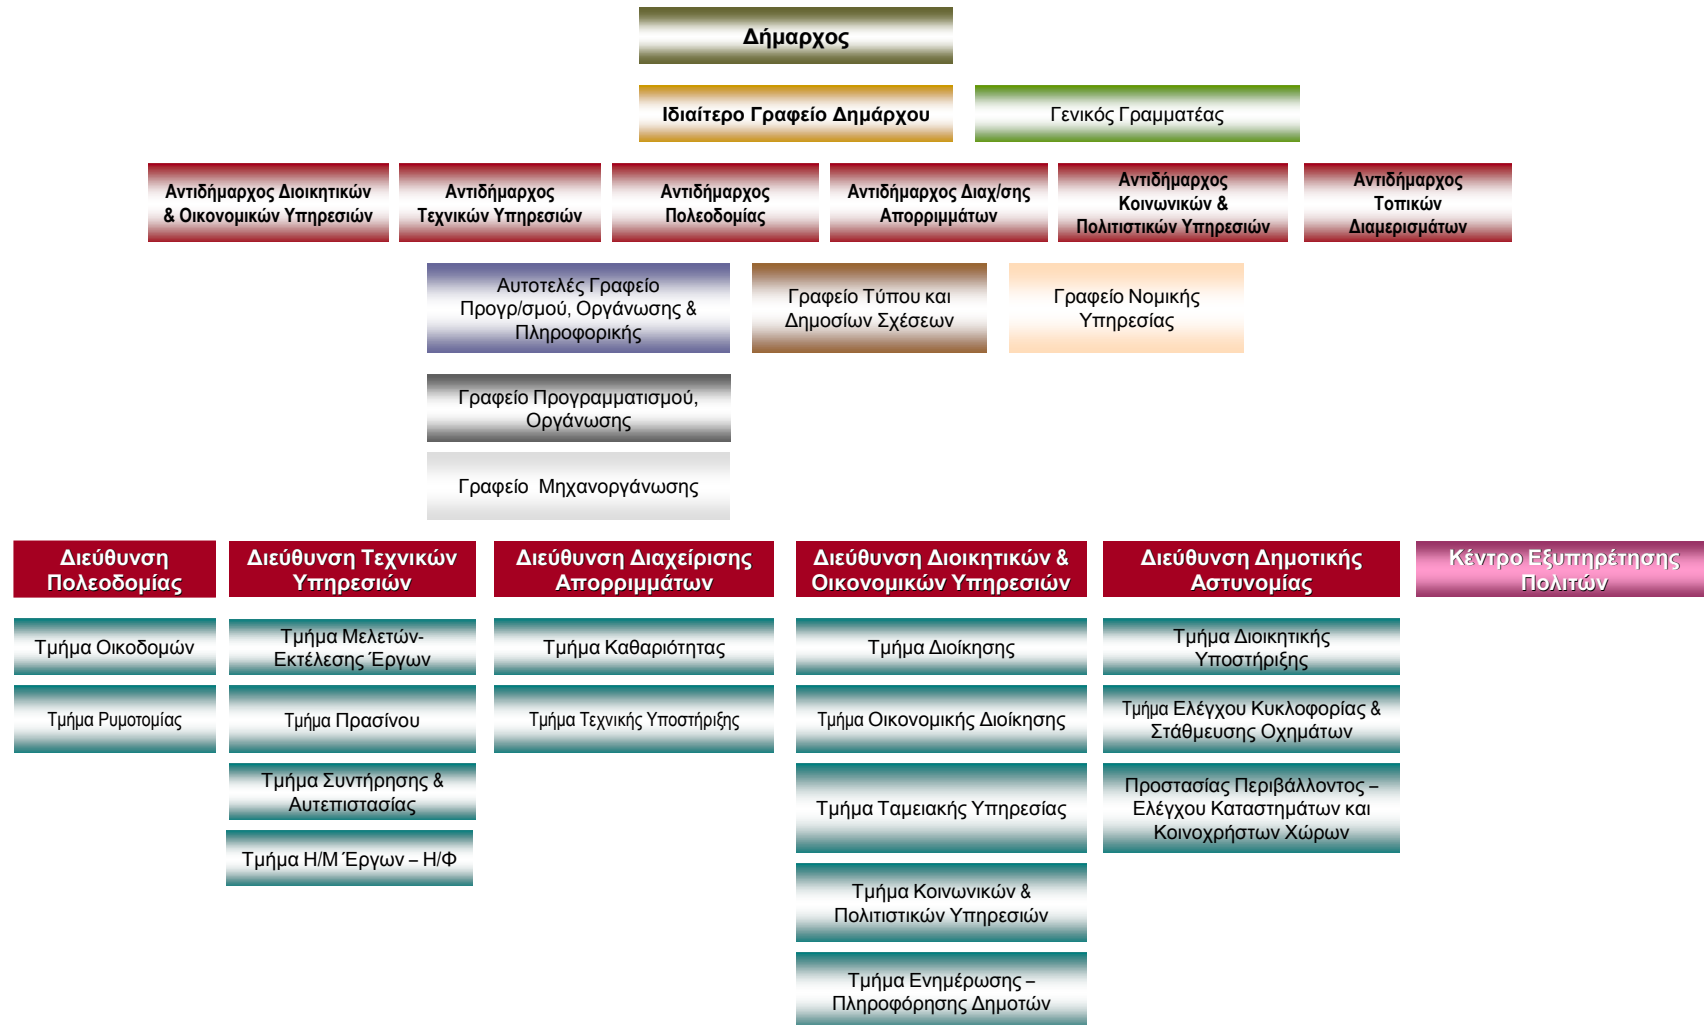 Δήμαρχος
Ιδιαίτερο Γραφείο Δημάρχου
Γενικός Γραμματέας
Αντιδήμαρχος Διοικητικών
& Οικονομικών Υπηρεσιών
Αντιδήμαρχος
Τεχνικών Υπηρεσιών
Αντιδήμαρχος
Πολεοδομίας
Αντιδήμαρχος Διαχ/σης
Απορριμμάτων
Αντιδήμαρχος
Κοινωνικών &
Πολιτιστικών Υπηρεσιών
Αντιδήμαρχος
Τοπικών
Διαμερισμάτων
Αυτοτελές Γραφείο
Προγρ/σμού, Οργάνωσης &
Πληροφορικής
Γραφείο Τύπου και
Δημοσίων Σχέσεων
Γραφείο Νομικής
Υπηρεσίας
Γραφείο Προγραμματισμού,
Οργάνωσης
Γραφείο Μηχανοργάνωσης
Διεύθυνση
Πολεοδομίας
Διεύθυνση Τεχνικών
Υπηρεσιών
Διεύθυνση Διαχείρισης
Απορριμμάτων
Διεύθυνση Διοικητικών &
Οικονομικών Υπηρεσιών
Διεύθυνση Δημοτικής
Αστυνομίας
Κέντρο Εξυπηρέτησης
Πολιτών
Τμήμα Οικοδομών
Τμήμα Μελετών-
Εκτέλεσης Έργων
Τμήμα Καθαριότητας
Τμήμα Διοίκησης
Τμήμα Διοικητικής
Υποστήριξης
Τμήμα Ρυμοτομίας
Τμήμα Πρασίνου
Τμήμα Τεχνικής Υποστήριξης
Τμήμα Οικονομικής Διοίκησης
Τμήμα Ελέγχου Κυκλοφορίας &
Στάθμευσης Οχημάτων
Τμήμα Συντήρησης &
Αυτεπιστασίας
Τμήμα Ταμειακής Υπηρεσίας
Προστασίας Περιβάλλοντος –
Ελέγχου Καταστημάτων και
Κοινοχρήστων Χώρων
Τμήμα Η/Μ Έργων – Η/Φ
Τμήμα Κοινωνικών &
Πολιτιστικών Υπηρεσιών
Τμήμα Ενημέρωσης –
Πληροφόρησης Δημοτών